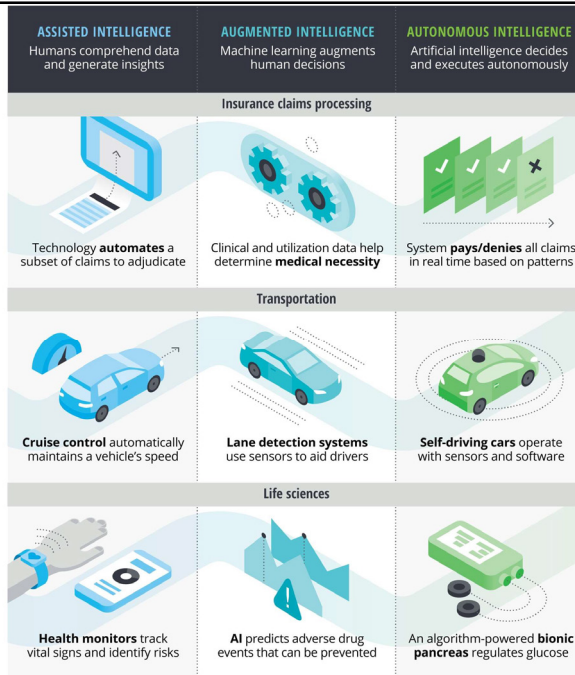 ASSISTED INTELLIGENCE
Humans comprehend data
and generate insights
AUGMENTED INTELLIGENCE
Machine learning augments
human decisions
AUTONOMOUS INTELLIGENCE
Artificial intelligence decides
and executes autonomously
Insurance claims processing
Technology automates a
subset of claims to adjudicate
Clinical and utilization data help
determine medical necessity
System pays/denies all claims
in real time based on patterns
Transportation
Cruise control automatically
maintains a vehicle's speed
Lane detection systems
use sensors to aid drivers
Self-driving cars operate
with sensors and software
Life sciences
Health monitors track
vital signs and identify risks
AI predicts adverse drug
events that can be prevented
An algorithm-powered bionic
pancreas regulates glucose